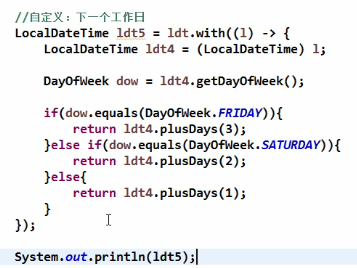 //自定义：下一个工作日
LocalDateTime ldt5 = ldt.with((l) -> {
    LocalDateTime ldt4 = (LocalDateTime) l;

    DayOfWeek dow = ldt4.getDayOfWeek();

    if(dow.equals(DayOfWeek.FRIDAY)){
        return ldt4.plusDays(3);
    }else if(dow.equals(DayOfWeek.SATURDAY)){
        return ldt4.plusDays(2);
    }else{
        return ldt4.plusDays(1);
    }
});

System.out.println(ldt5);